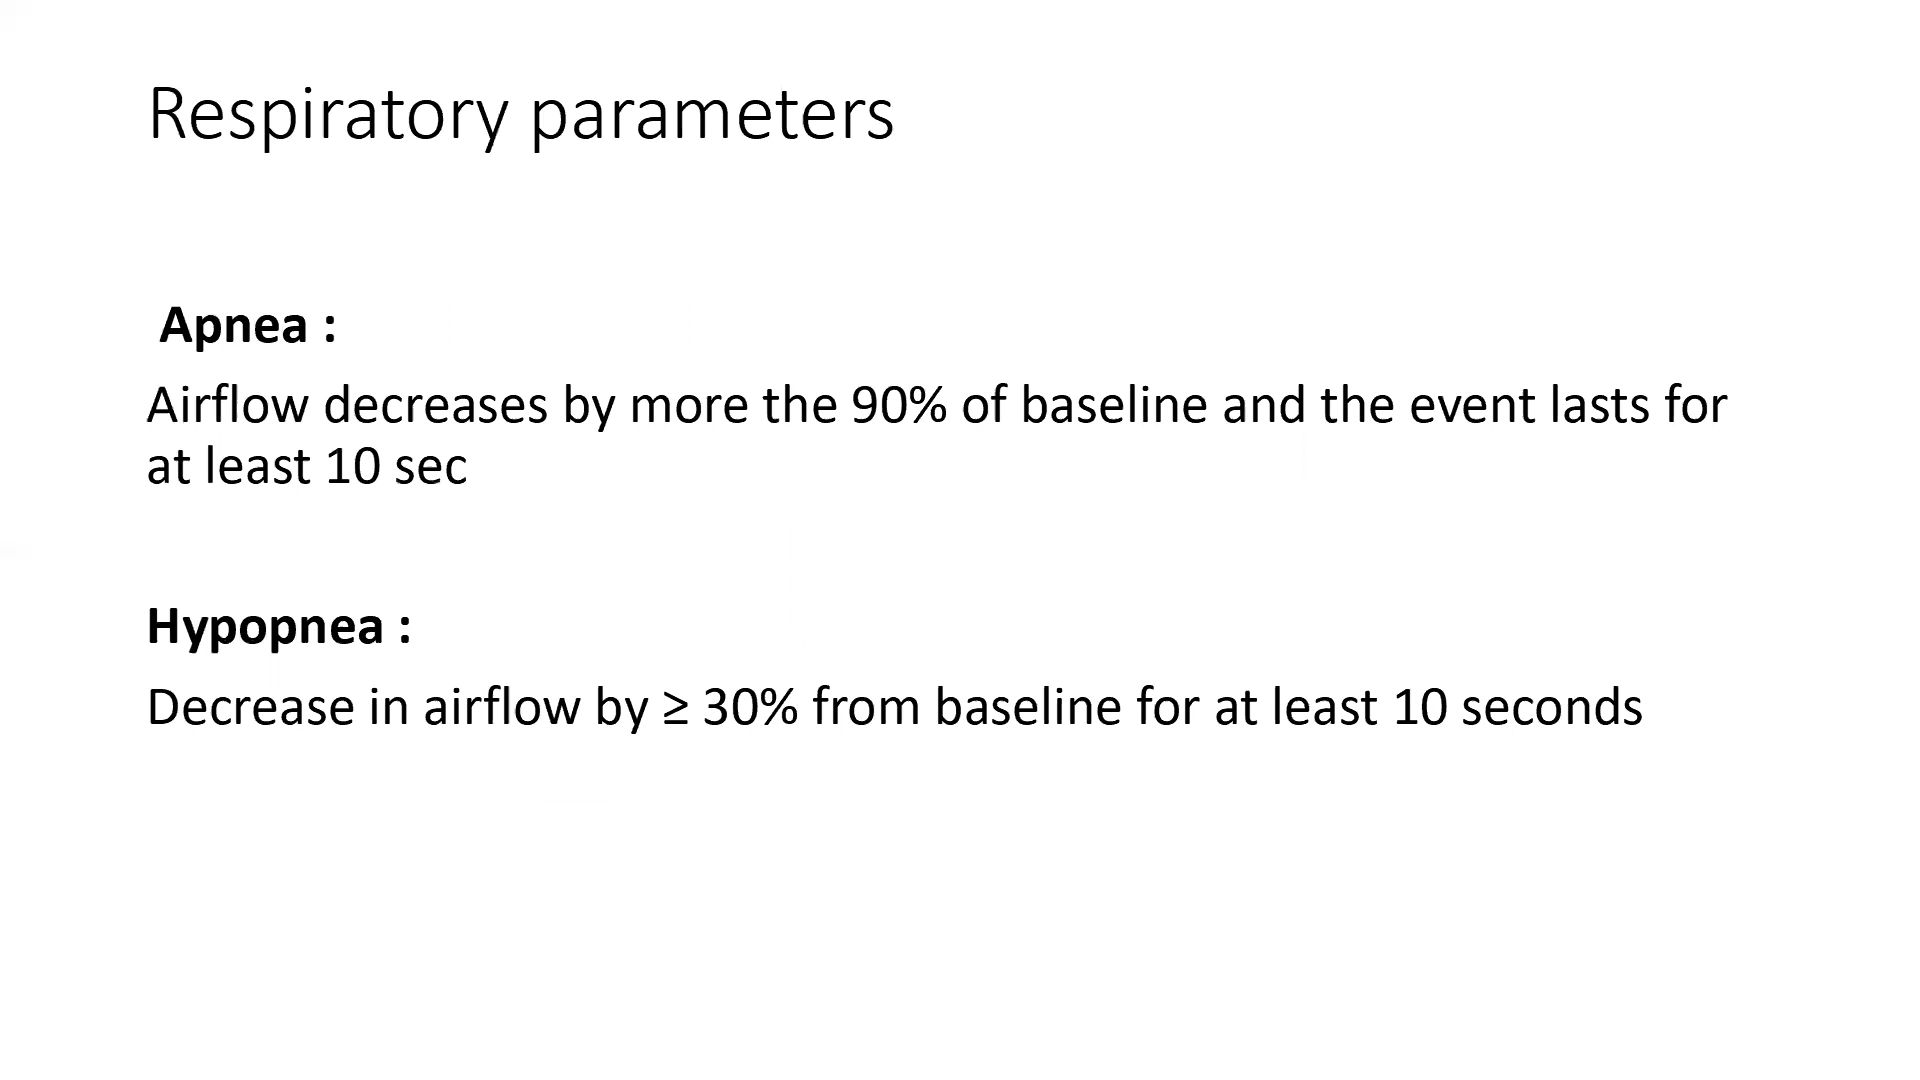 Respiratory parameters
Apnea :
Airflow decreases by more the 90% of baseline and the event lasts for
at least 10 sec
Hypopnea :
Decrease in airflow by ≥ 30% from baseline for at least 10 seconds